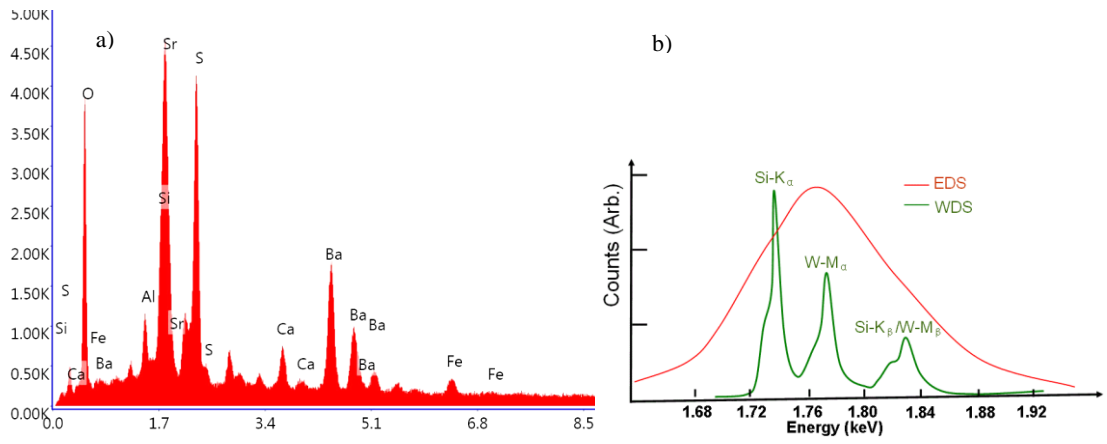 a)
5.00K
4.50K
4.00K
3.50K
3.00K
2.50K
2.00K
1.50K
1.00K
0.50K
0.00K
Sr
S
O
Si
Ba
S
Al
Si
Sr
Fe
Ca
Ba
Ba
S
Ba
Ca
Ba
Fe
Fe
Ca
0.0
1.7
3.4
5.1
6.8
8.5
b)
Si-Kα
EDS
WDS
W-Mα
Si-Kβ/W-Mβ
Counts (Arb.)
1.68
1.72
1.76
1.80
1.84
1.88
1.92
Energy (keV)